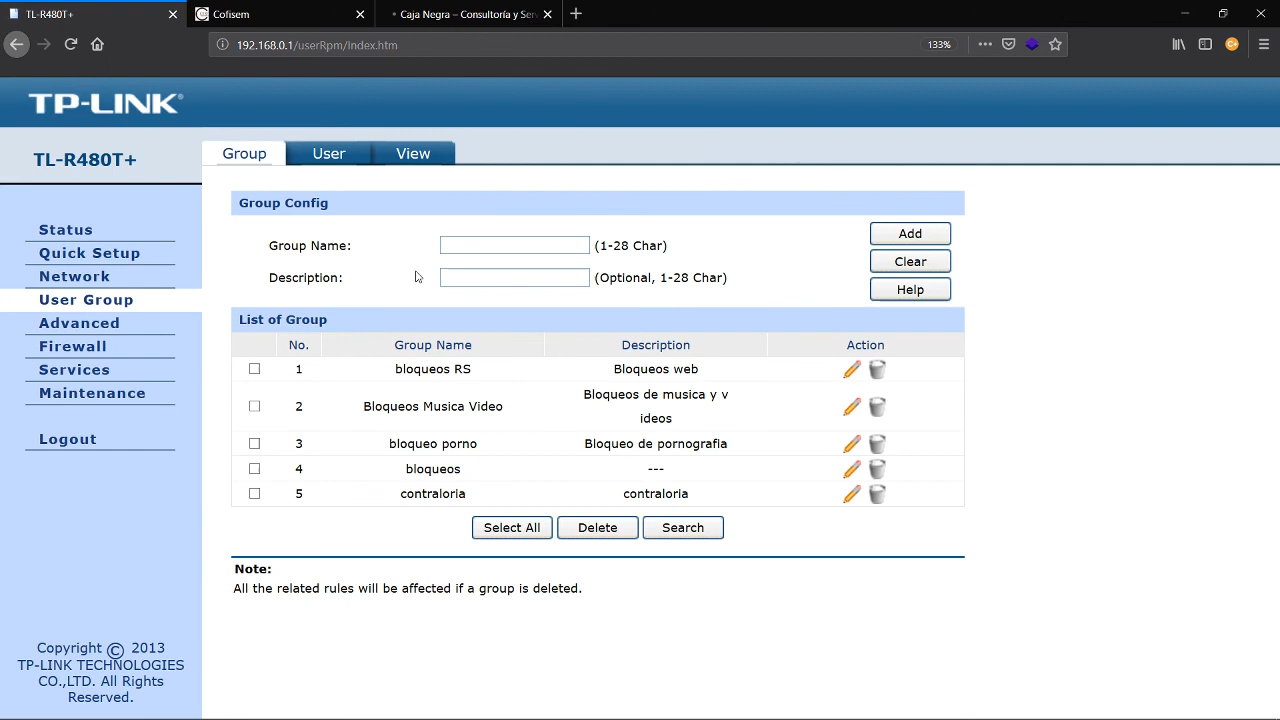 TL-R480T+
Cofisem
Caja Negra – Consultoría y Ser
192.168.0.1/userRpm/Index.htm
133%
TP-LINK®
TL-R480T+
Group
User
View
Status
Quick Setup
Network
User Group
Advanced
Firewall
Services
Maintenance
Logout
Copyright © 2013
TP-LINK TECHNOLOGIES
CO.,LTD. All Rights
Reserved.
Group Config
Group Name: (1-28 Char)
Description: (Optional, 1-28 Char)
Add
Clear
Help
List of Group
No. Group Name Description Action
1 bloqueos RS Bloqueos web
2 Bloqueos Musica Video Bloqueos de musica y v
ideos
3 bloqueo porno Bloqueo de pornografia
4 bloqueos ---
5 contraloria contraloria
Select All Delete Search
Note:
All the related rules will be affected if a group is deleted.